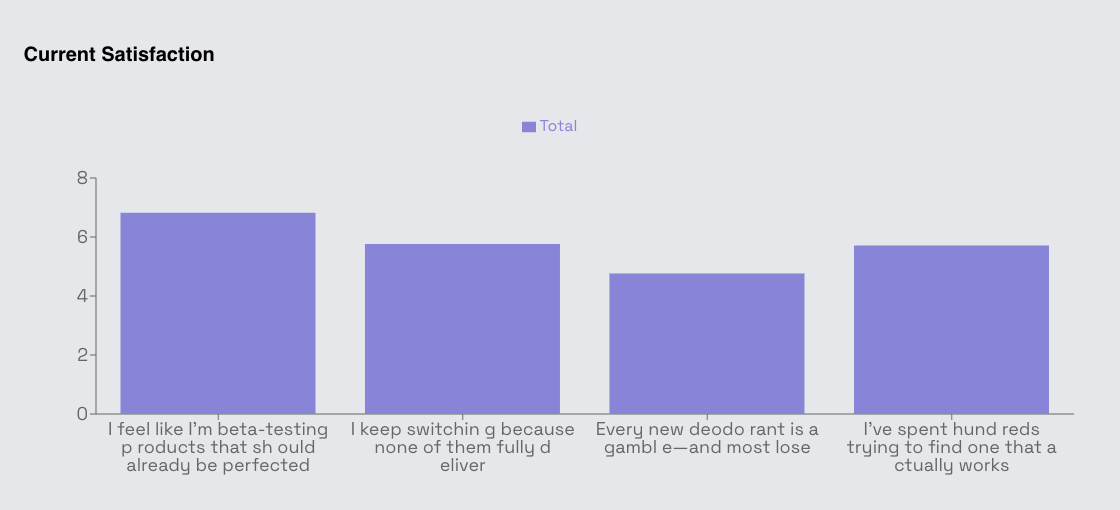 Current Satisfaction
Total
8
6
4
2
0
I feel like I'm beta-testing
p roducts that sh ould
already be perfected
I keep switchin g because
none of them fully d
eliver
Every new deodo rant is a
gambl e—and most lose
I've spent hund reds
trying to find one that a
ctually works